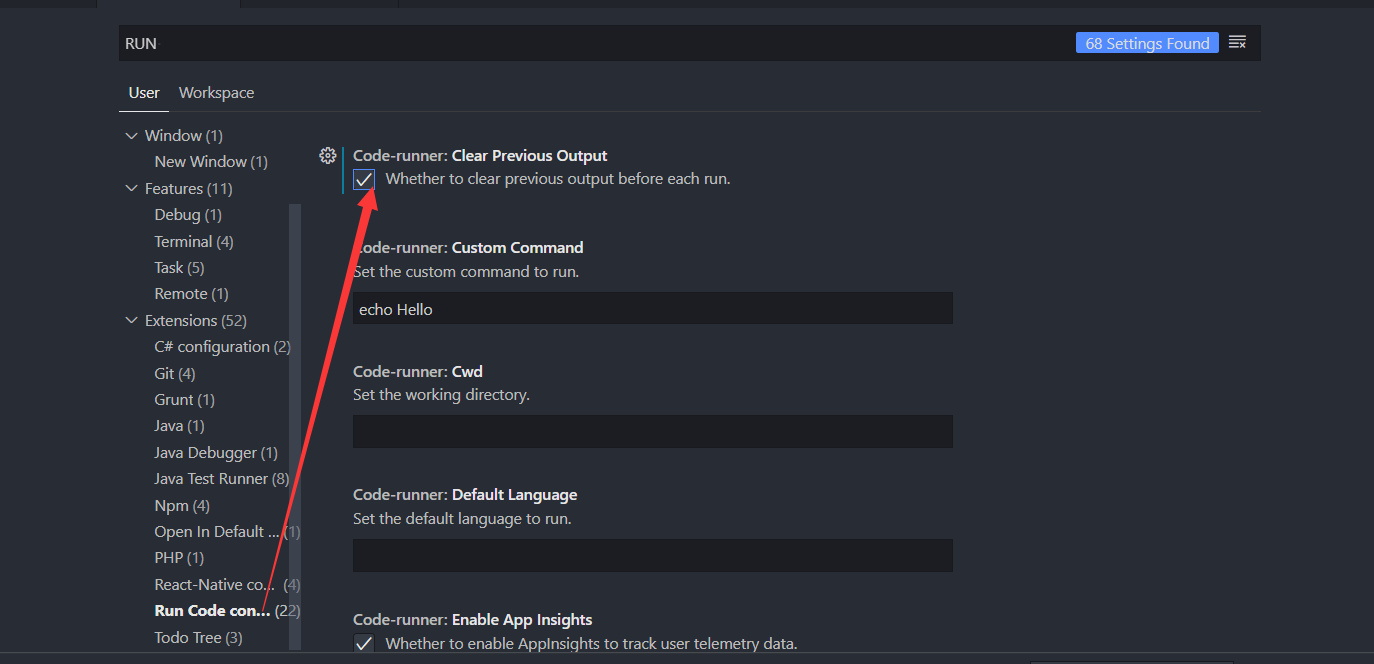 RUN
68 Settings Found
User
Workspace
Window (1)
New Window (1)
Features (11)
Debug (1)
Terminal (4)
Task (5)
Remote (1)
Extensions (52)
C# configuration (2)
Git (4)
Grunt (1)
Java (1)
Java Debugger (1)
Java Test Runner (8)
Npm (4)
Open In Default ... (1)
PHP (1)
React-Native co... (4)
Run Code con... (22)
Todo Tree (3)
Code-runner: Clear Previous Output
Whether to clear previous output before each run.
Code-runner: Custom Command
Set the custom command to run.
echo Hello
Code-runner: Cwd
Set the working directory.
Code-runner: Default Language
Set the default language to run.
Code-runner: Enable App Insights
Whether to enable AppInsights to track user telemetry data.